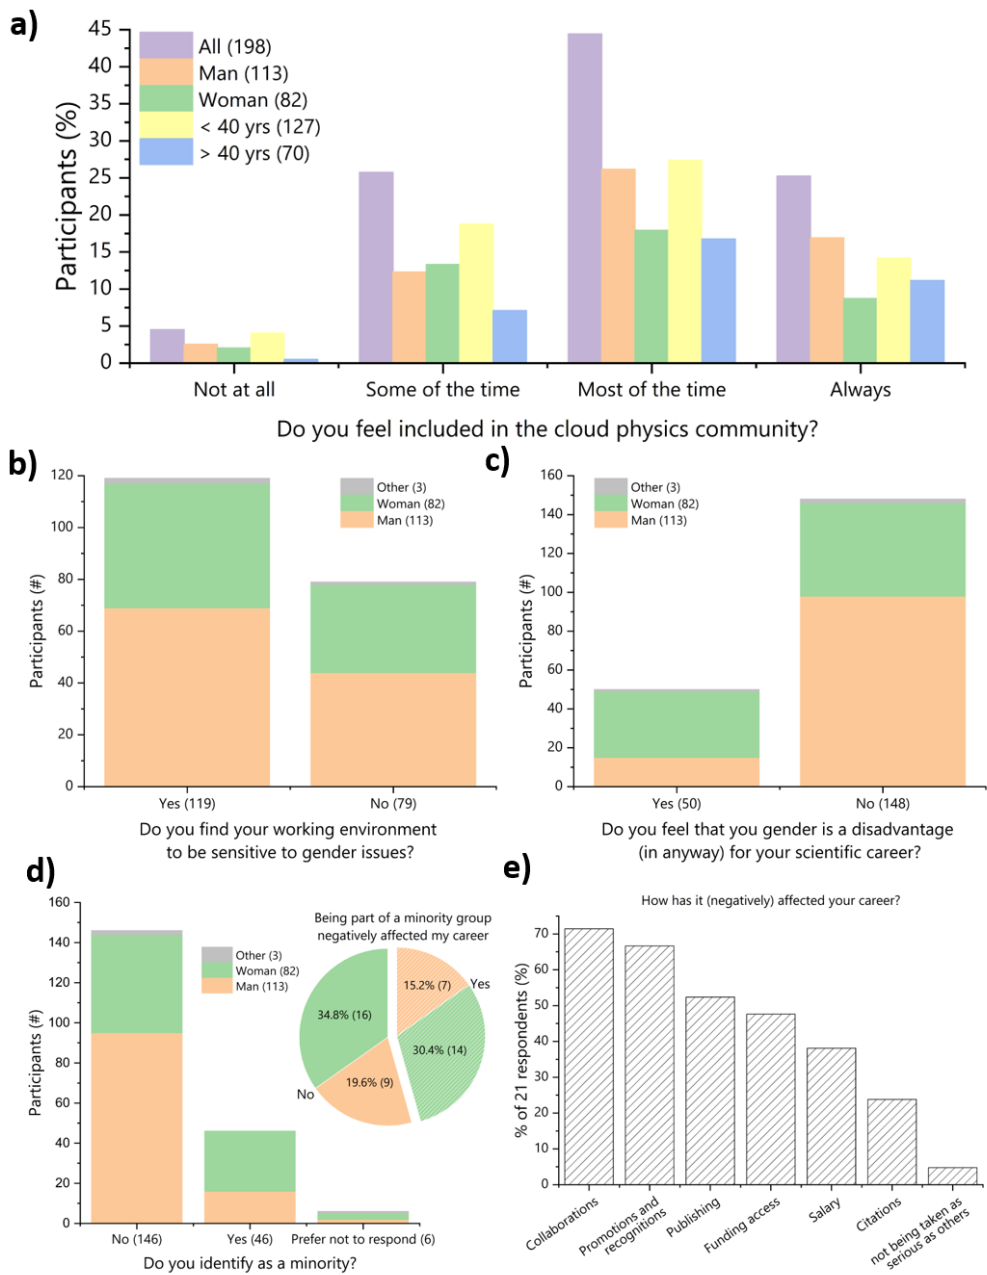 a)
45
40
35
30
25
20
15
10
5
0
Participants (%)
All (198)
Man (113)
Woman (82)
< 40 yrs (127)
> 40 yrs (70)
Not at all
Some of the time
Most of the time
Always
Do you feel included in the cloud physics community?
b)
120
100
80
60
40
20
0
Participants (#)
Other (3)
Woman (82)
Man (113)
Yes (119)
No (79)
Do you find your working environment
to be sensitive to gender issues?
c)
160
140
120
100
80
60
40
20
0
Participants (#)
Other (3)
Woman (82)
Man (113)
Yes (50)
No (148)
Do you feel that you gender is a disadvantage
(in anyway) for your scientific career?
d)
160
140
120
100
80
60
40
20
0
Participants (#)
Other (3)
Woman (82)
Man (113)
Being part of a minority group
negatively affected my career
15.2% (7)
Yes
34.8% (16)
30.4% (14)
19.6% (9)
No
No (146)
Yes (46)
Prefer not to respond (6)
Do you identify as a minority?
e)
How has it (negatively) affected your career?
70
60
50
40
30
20
10
0
% of 21 respondents (%)
Collaborations
Promotions and
recognitions
Publishing
Funding access
Salary
Citations
not being taken as
serious as others